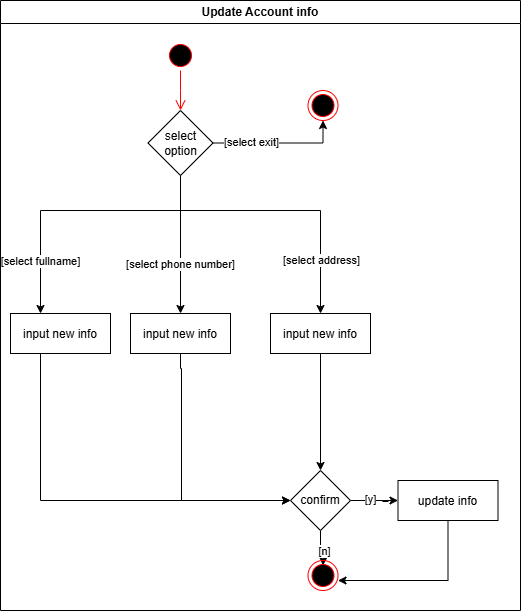 Update Account info
select
option
[select exit]
[select fullname]
[select phone number]
[select address]
input new info
input new info
input new info
confirm
[y]
update info
[n]